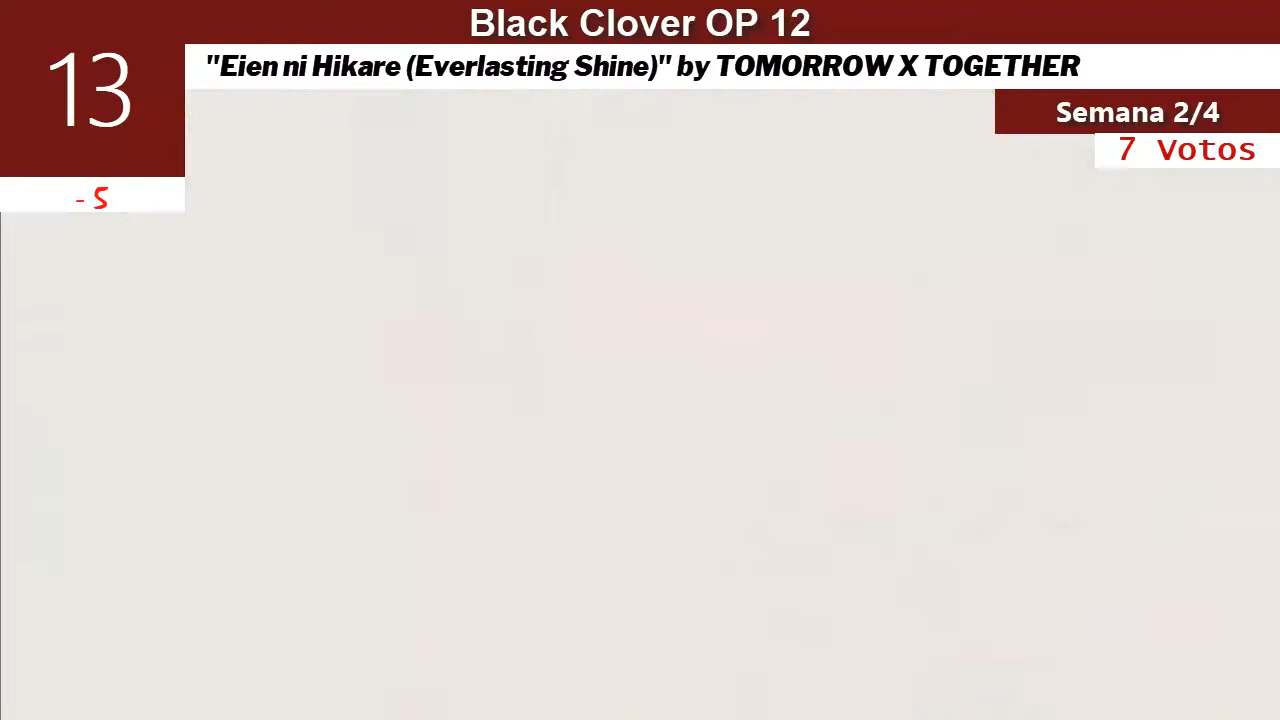 Black Clover OP 12
13
"Eien ni Hikare (Everlasting Shine)" by TOMORROW X TOGETHER
Semana 2/4
7 Votos
-5